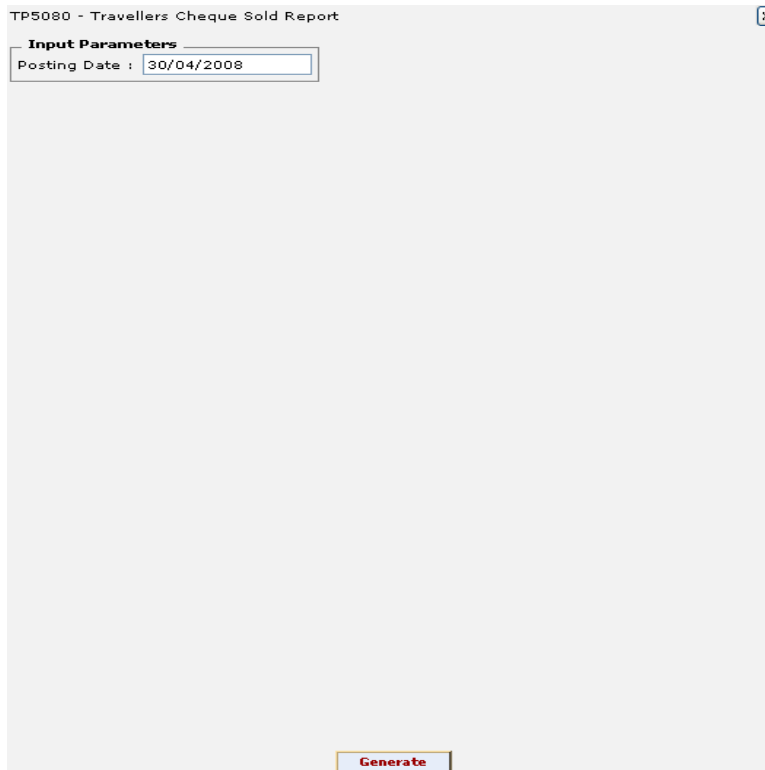 TP5080 - Travellers Cheque Sold Report
Input Parameters
Posting Date : 30/04/2008
Generate